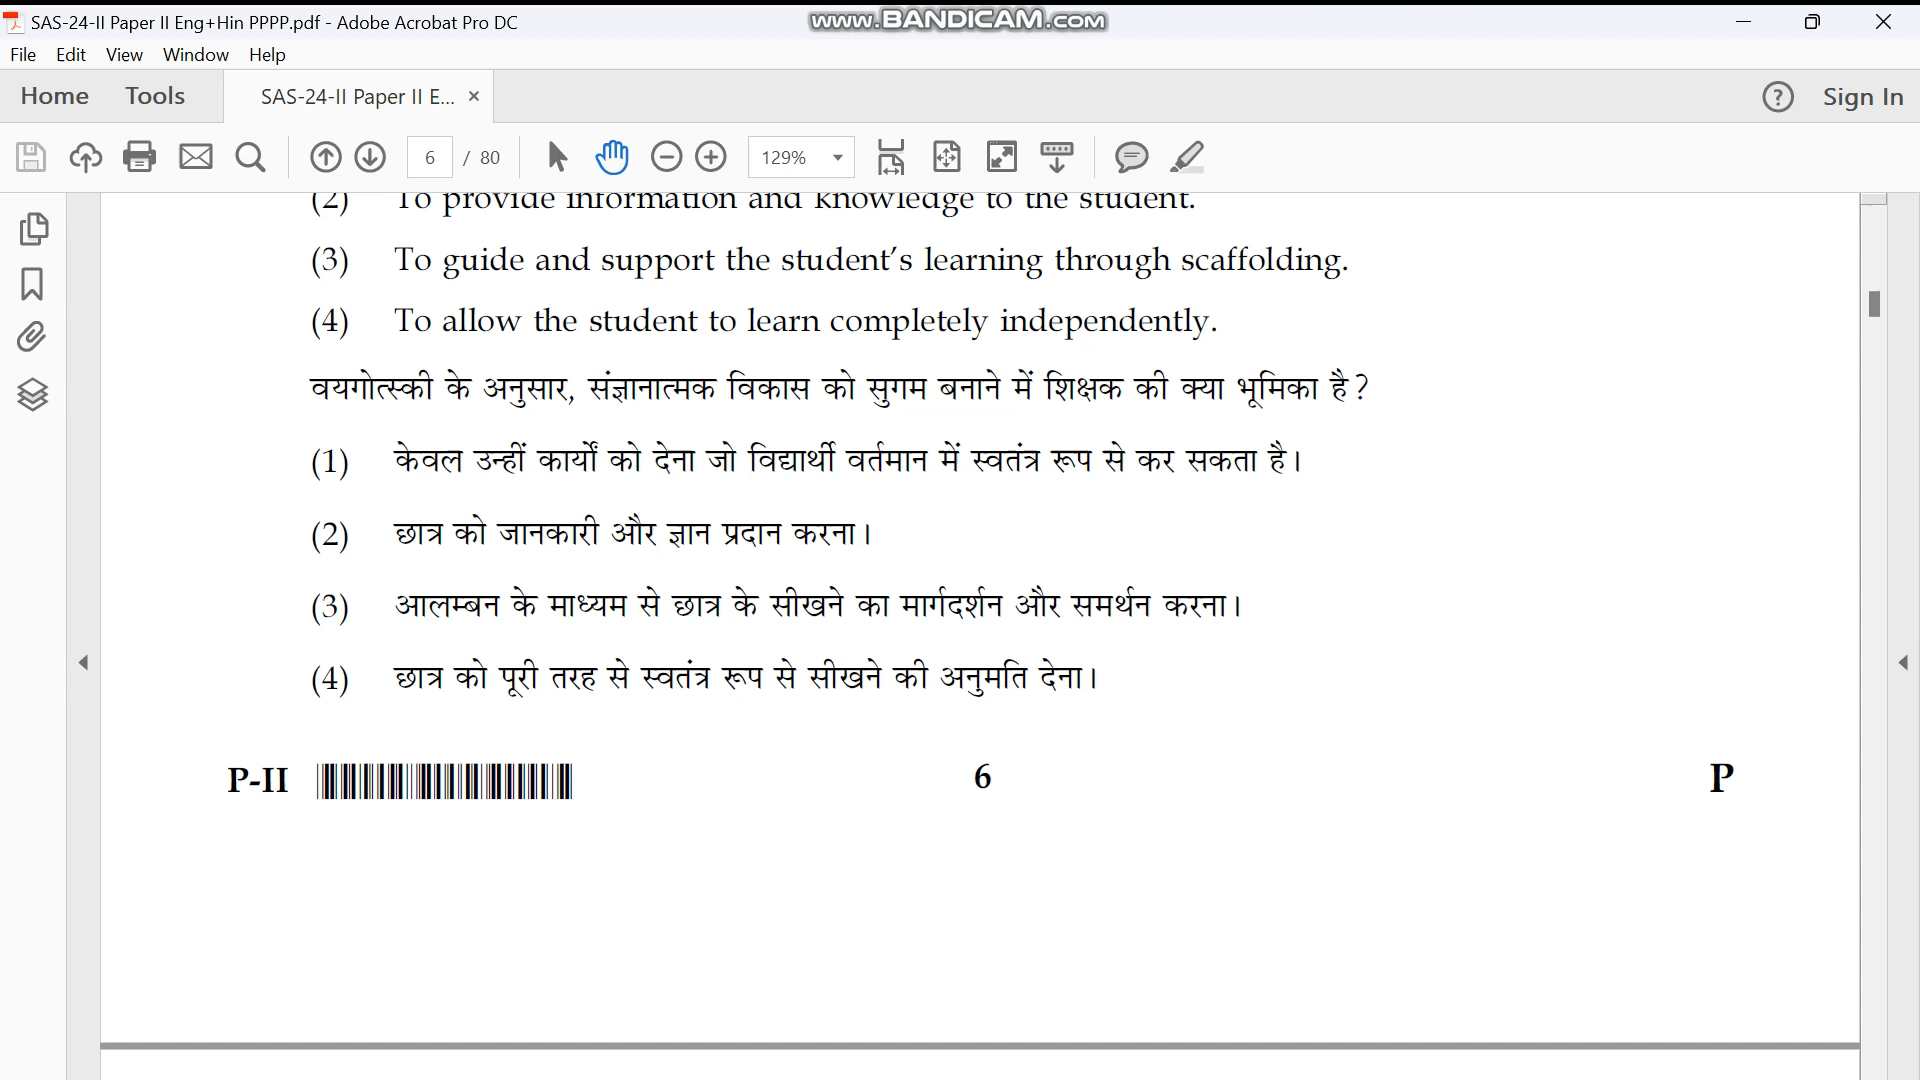 SAS-24-II Paper II Eng+Hin PPPP.pdf - Adobe Acrobat Pro DC
www.BANDICAM.com
File Edit View Window Help
Home Tools SAS-24-II Paper II E... × ? Sign In
6 / 80 129%
(2) To provide information and knowledge to the student.
(3) To guide and support the student's learning through scaffolding.
(4) To allow the student to learn completely independently.
वयगोत्स्की के अनुसार, संज्ञानात्मक विकास को सुगम बनाने में शिक्षक की क्या भूमिका है?
(1) केवल उन्हीं कार्यों को देना जो विद्यार्थी वर्तमान में स्वतंत्र रूप से कर सकता है।
(2) छात्र को जानकारी और ज्ञान प्रदान करना।
(3) आलम्बन के माध्यम से छात्र के सीखने का मार्गदर्शन और समर्थन करना।
(4) छात्र को पूरी तरह से स्वतंत्र रूप से सीखने की अनुमति देना।
P-II 6 P